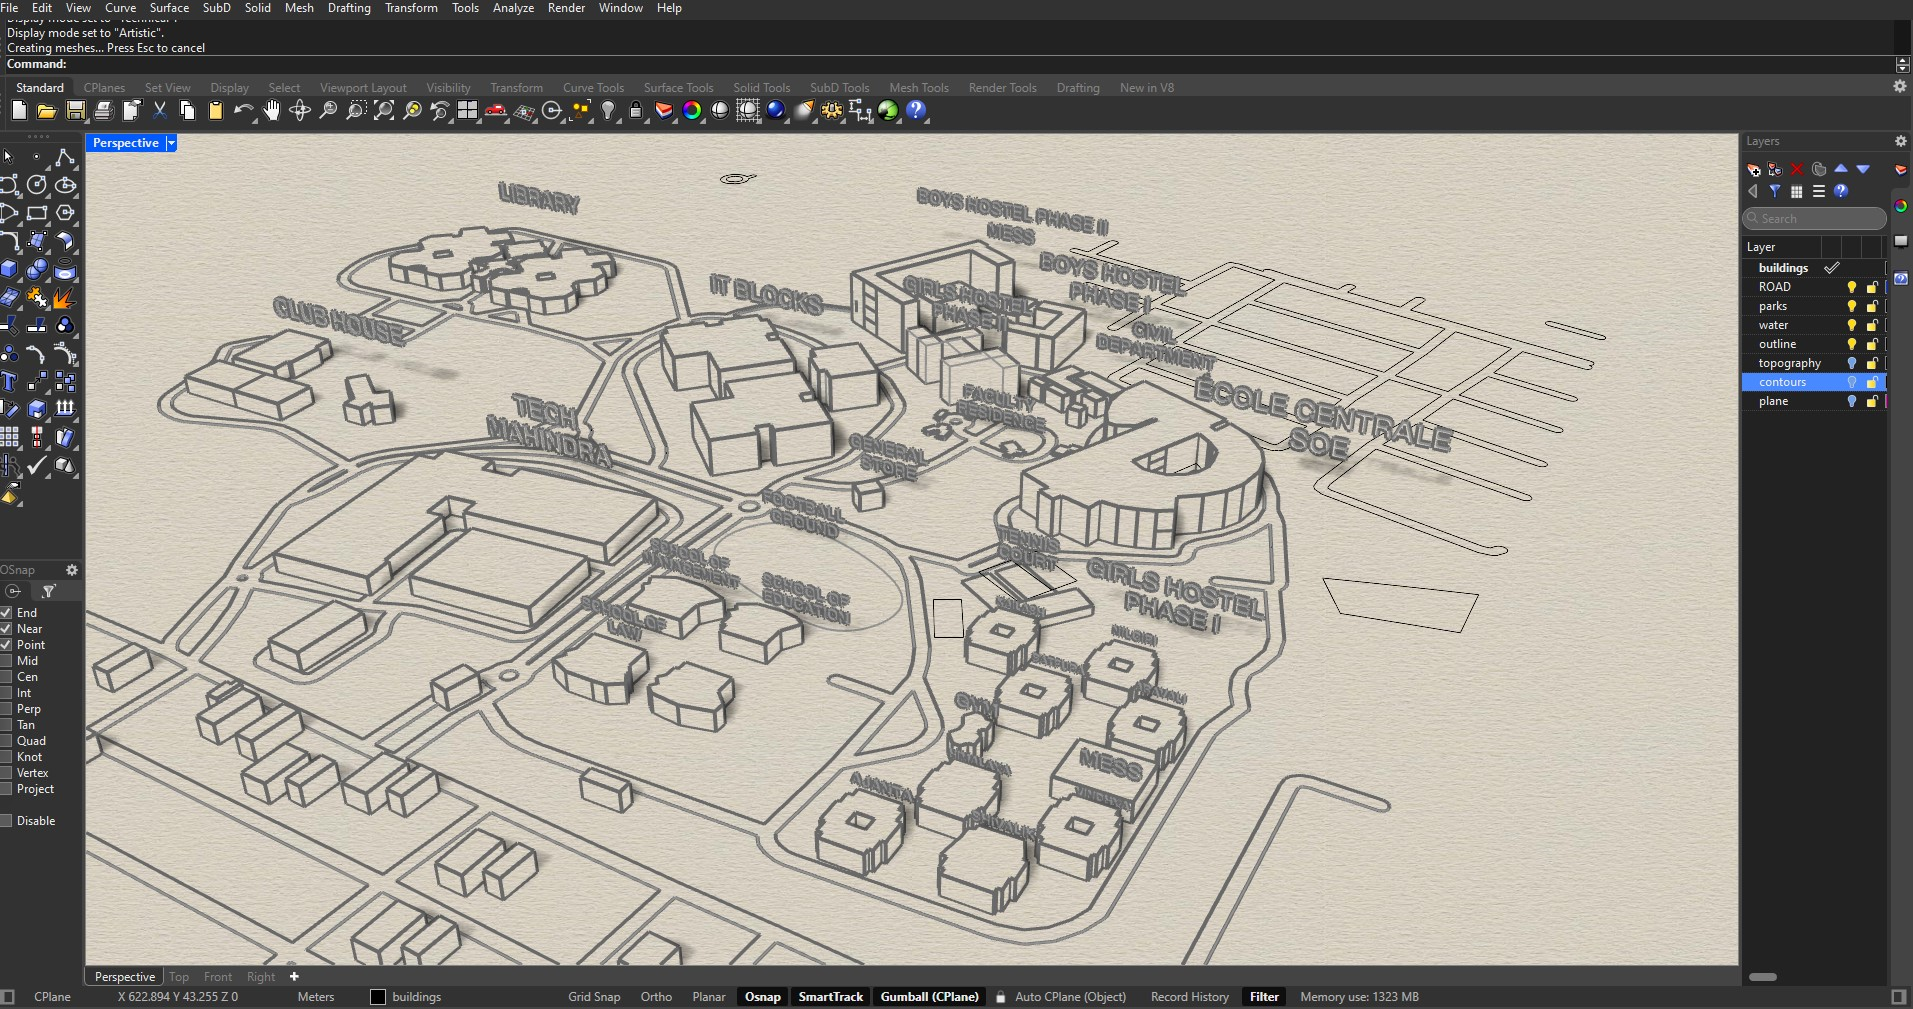 File Edit View Curve Surface SubD Solid Mesh Drafting Transform Tools Analyze Render Window Help
Display mode set to "Technical".
Display mode set to "Artistic".
Creating meshes... Press Esc to cancel
Command:
Standard CPlanes Set View Display Select Viewport Layout Visibility Transform Curve Tools Surface Tools Solid Tools SubD Tools Mesh Tools Render Tools Drafting New in V8
Perspective
LIBRARY
BOYS HOSTEL PHASE II
MESS
BOYS HOSTEL
PHASE I
IT BLOCKS
GIRLS HOSTEL
PHASE II
CLUB HOUSE
CIVIL
DEPARTMENT
ÉCOLE CENTRALE
SOE
FACULTY
RESIDENCE
TECH
MAHINDRA
GENERAL
STORE
FOOTBALL
GROUND
TENNIS
COURT
SCHOOL OF
MANAGEMENT
SCHOOL OF
EDUCATION
SCHOOL OF
LAW
GIRLS HOSTEL
PHASE I
NILGIRI
SATPURA
GYM
MESS
AJANTA
SHIVALIK
Layers
Search
Layer
buildings
ROAD
parks
water
outline
topography
contours
plane
OSnap
End
Near
Point
Mid
Cen
Int
Perp
Tan
Quad
Knot
Vertex
Project
Disable
Perspective Top Front Right
CPlane X 622.894 Y 43.255 Z 0 Meters buildings Grid Snap Ortho Planar Osnap SmartTrack Gumball (CPlane) Auto CPlane (Object) Record History Filter Memory use: 1323 MB